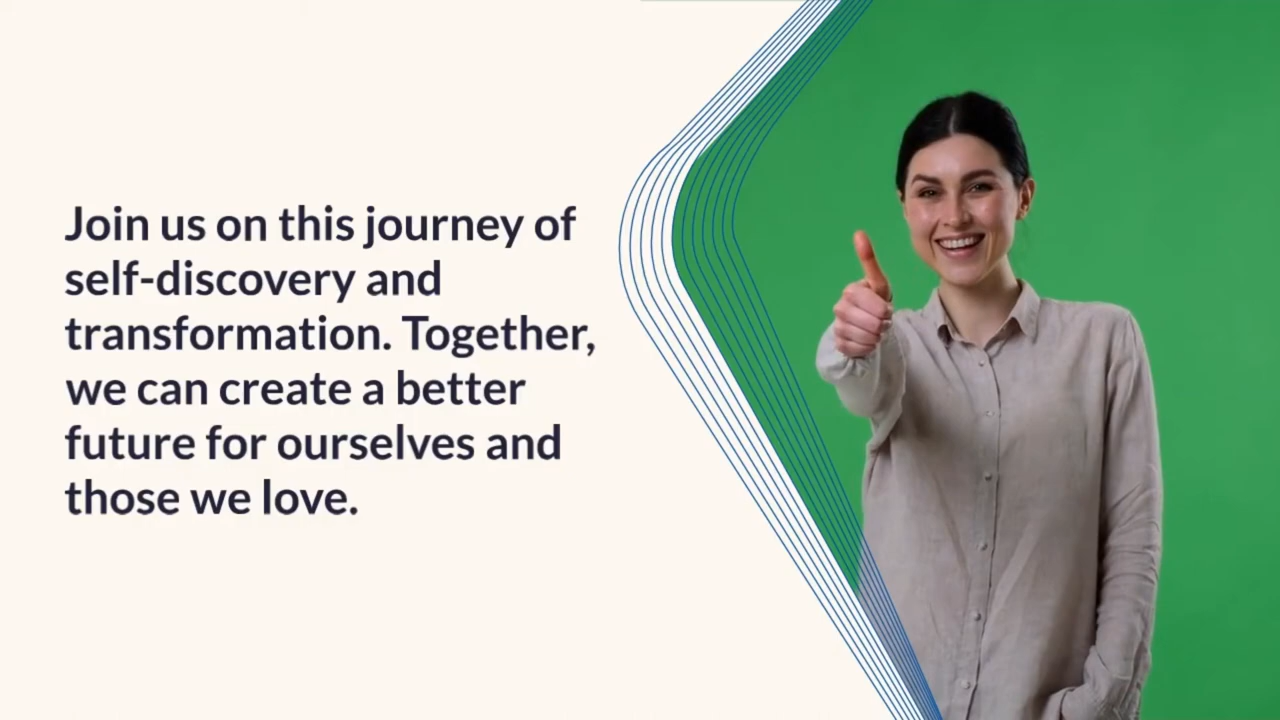 Join us on this journey of
self-discovery and
transformation. Together,
we can create a better
future for ourselves and
those we love.